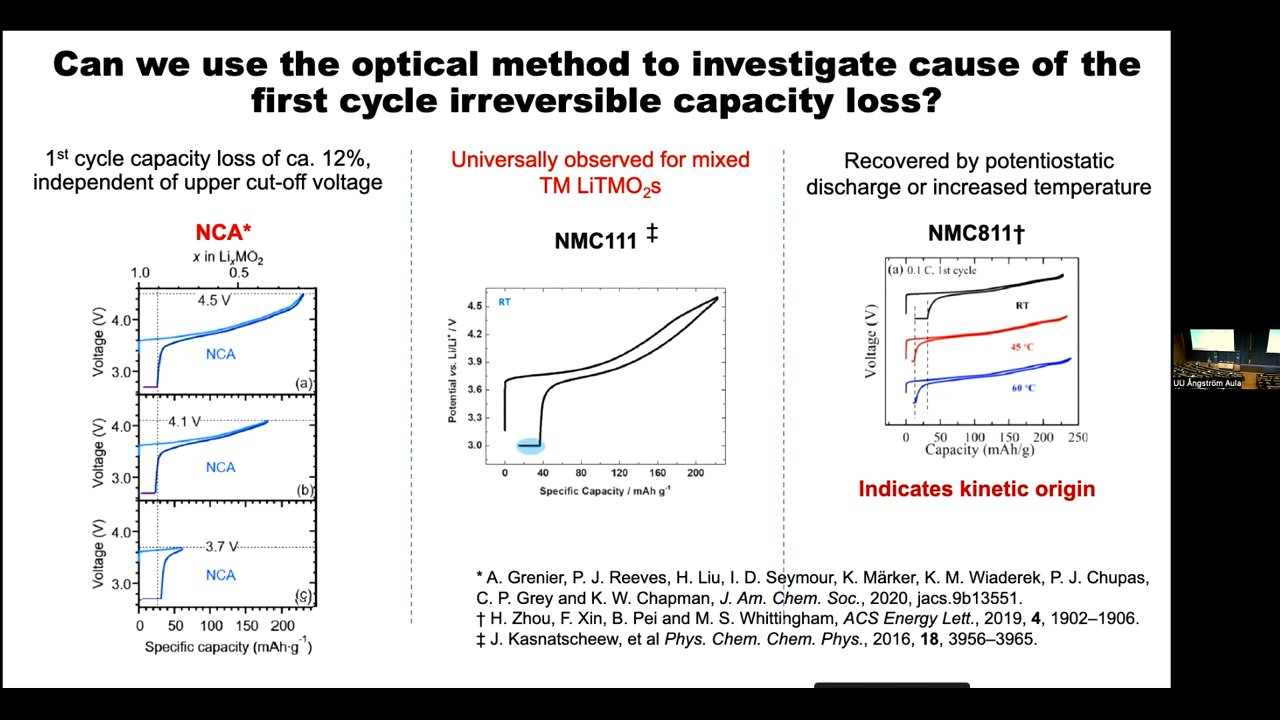 Can we use the optical method to investigate cause of the
first cycle irreversible capacity loss?
1st cycle capacity loss of ca. 12%,
independent of upper cut-off voltage
NCA*
x in LixMO2
1.0 0.5
4.5 V
4.0
3.0
Voltage (V)
NCA
(a)
4.1 V
4.0
3.0
Voltage (V)
NCA
(b)
3.7 V
4.0
3.0
Voltage (V)
NCA
(c)
0 50 100 150 200
Specific capacity (mAh·g-1)
Universally observed for mixed
TM LiTMO2s
NMC111 ‡
RT
4.5
4.2
3.9
3.6
3.3
3.0
Potential vs. Li/Li+ / V
0 40 80 120 160 200
Specific Capacity / mAh g-1
Recovered by potentiostatic
discharge or increased temperature
NMC811†
(a) 0.1 C, 1st cycle
RT
45 °C
60 °C
Voltage (V)
0 50 100 150 200 250
Capacity (mAh/g)
Indicates kinetic origin
* A. Grenier, P. J. Reeves, H. Liu, I. D. Seymour, K. Märker, K. M. Wiaderek, P. J. Chupas,
C. P. Grey and K. W. Chapman, J. Am. Chem. Soc., 2020, jacs.9b13551.
† H. Zhou, F. Xin, B. Pei and M. S. Whittingham, ACS Energy Lett., 2019, 4, 1902–1906.
‡ J. Kasnatscheew, et al Phys. Chem. Chem. Phys., 2016, 18, 3956–3965.
UU Ångström Aula